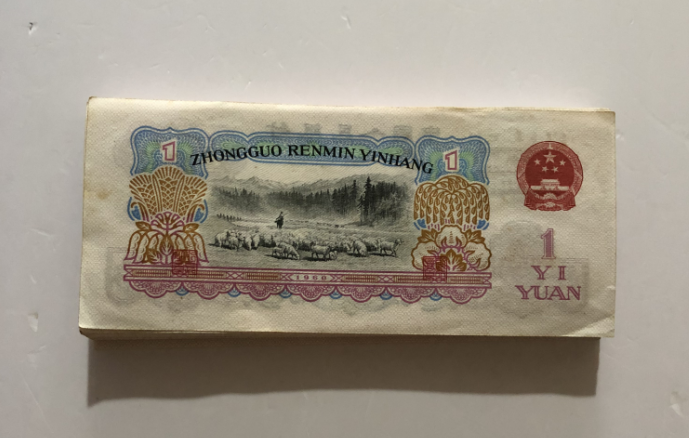 1
ZHONGGUO RENMIN YINHANG
1
1960
1
YI
YUAN